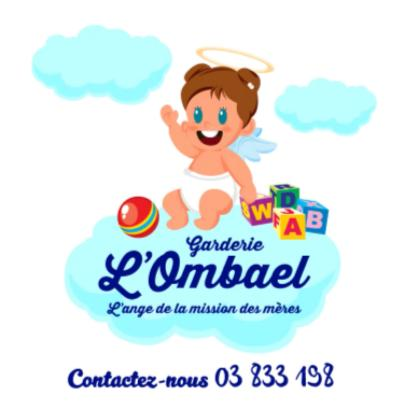 S W D A B
Garderie
L'Ombael
L'ange de la mission des mères
Contactez-nous 03 833 198